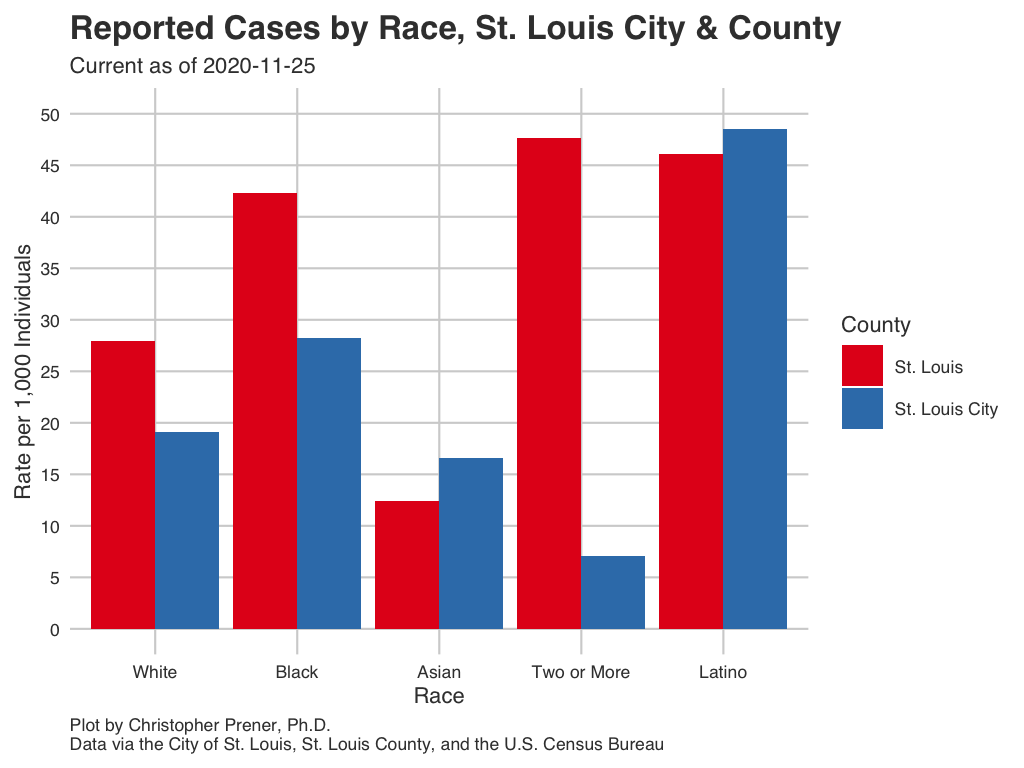 Reported Cases by Race, St. Louis City & County
Current as of 2020-11-25
Rate per 1,000 Individuals
50
45
40
35
30
25
20
15
10
5
0
White
Black
Asian
Two or More
Latino
Race
County
St. Louis
St. Louis City
Plot by Christopher Prener, Ph.D.
Data via the City of St. Louis, St. Louis County, and the U.S. Census Bureau